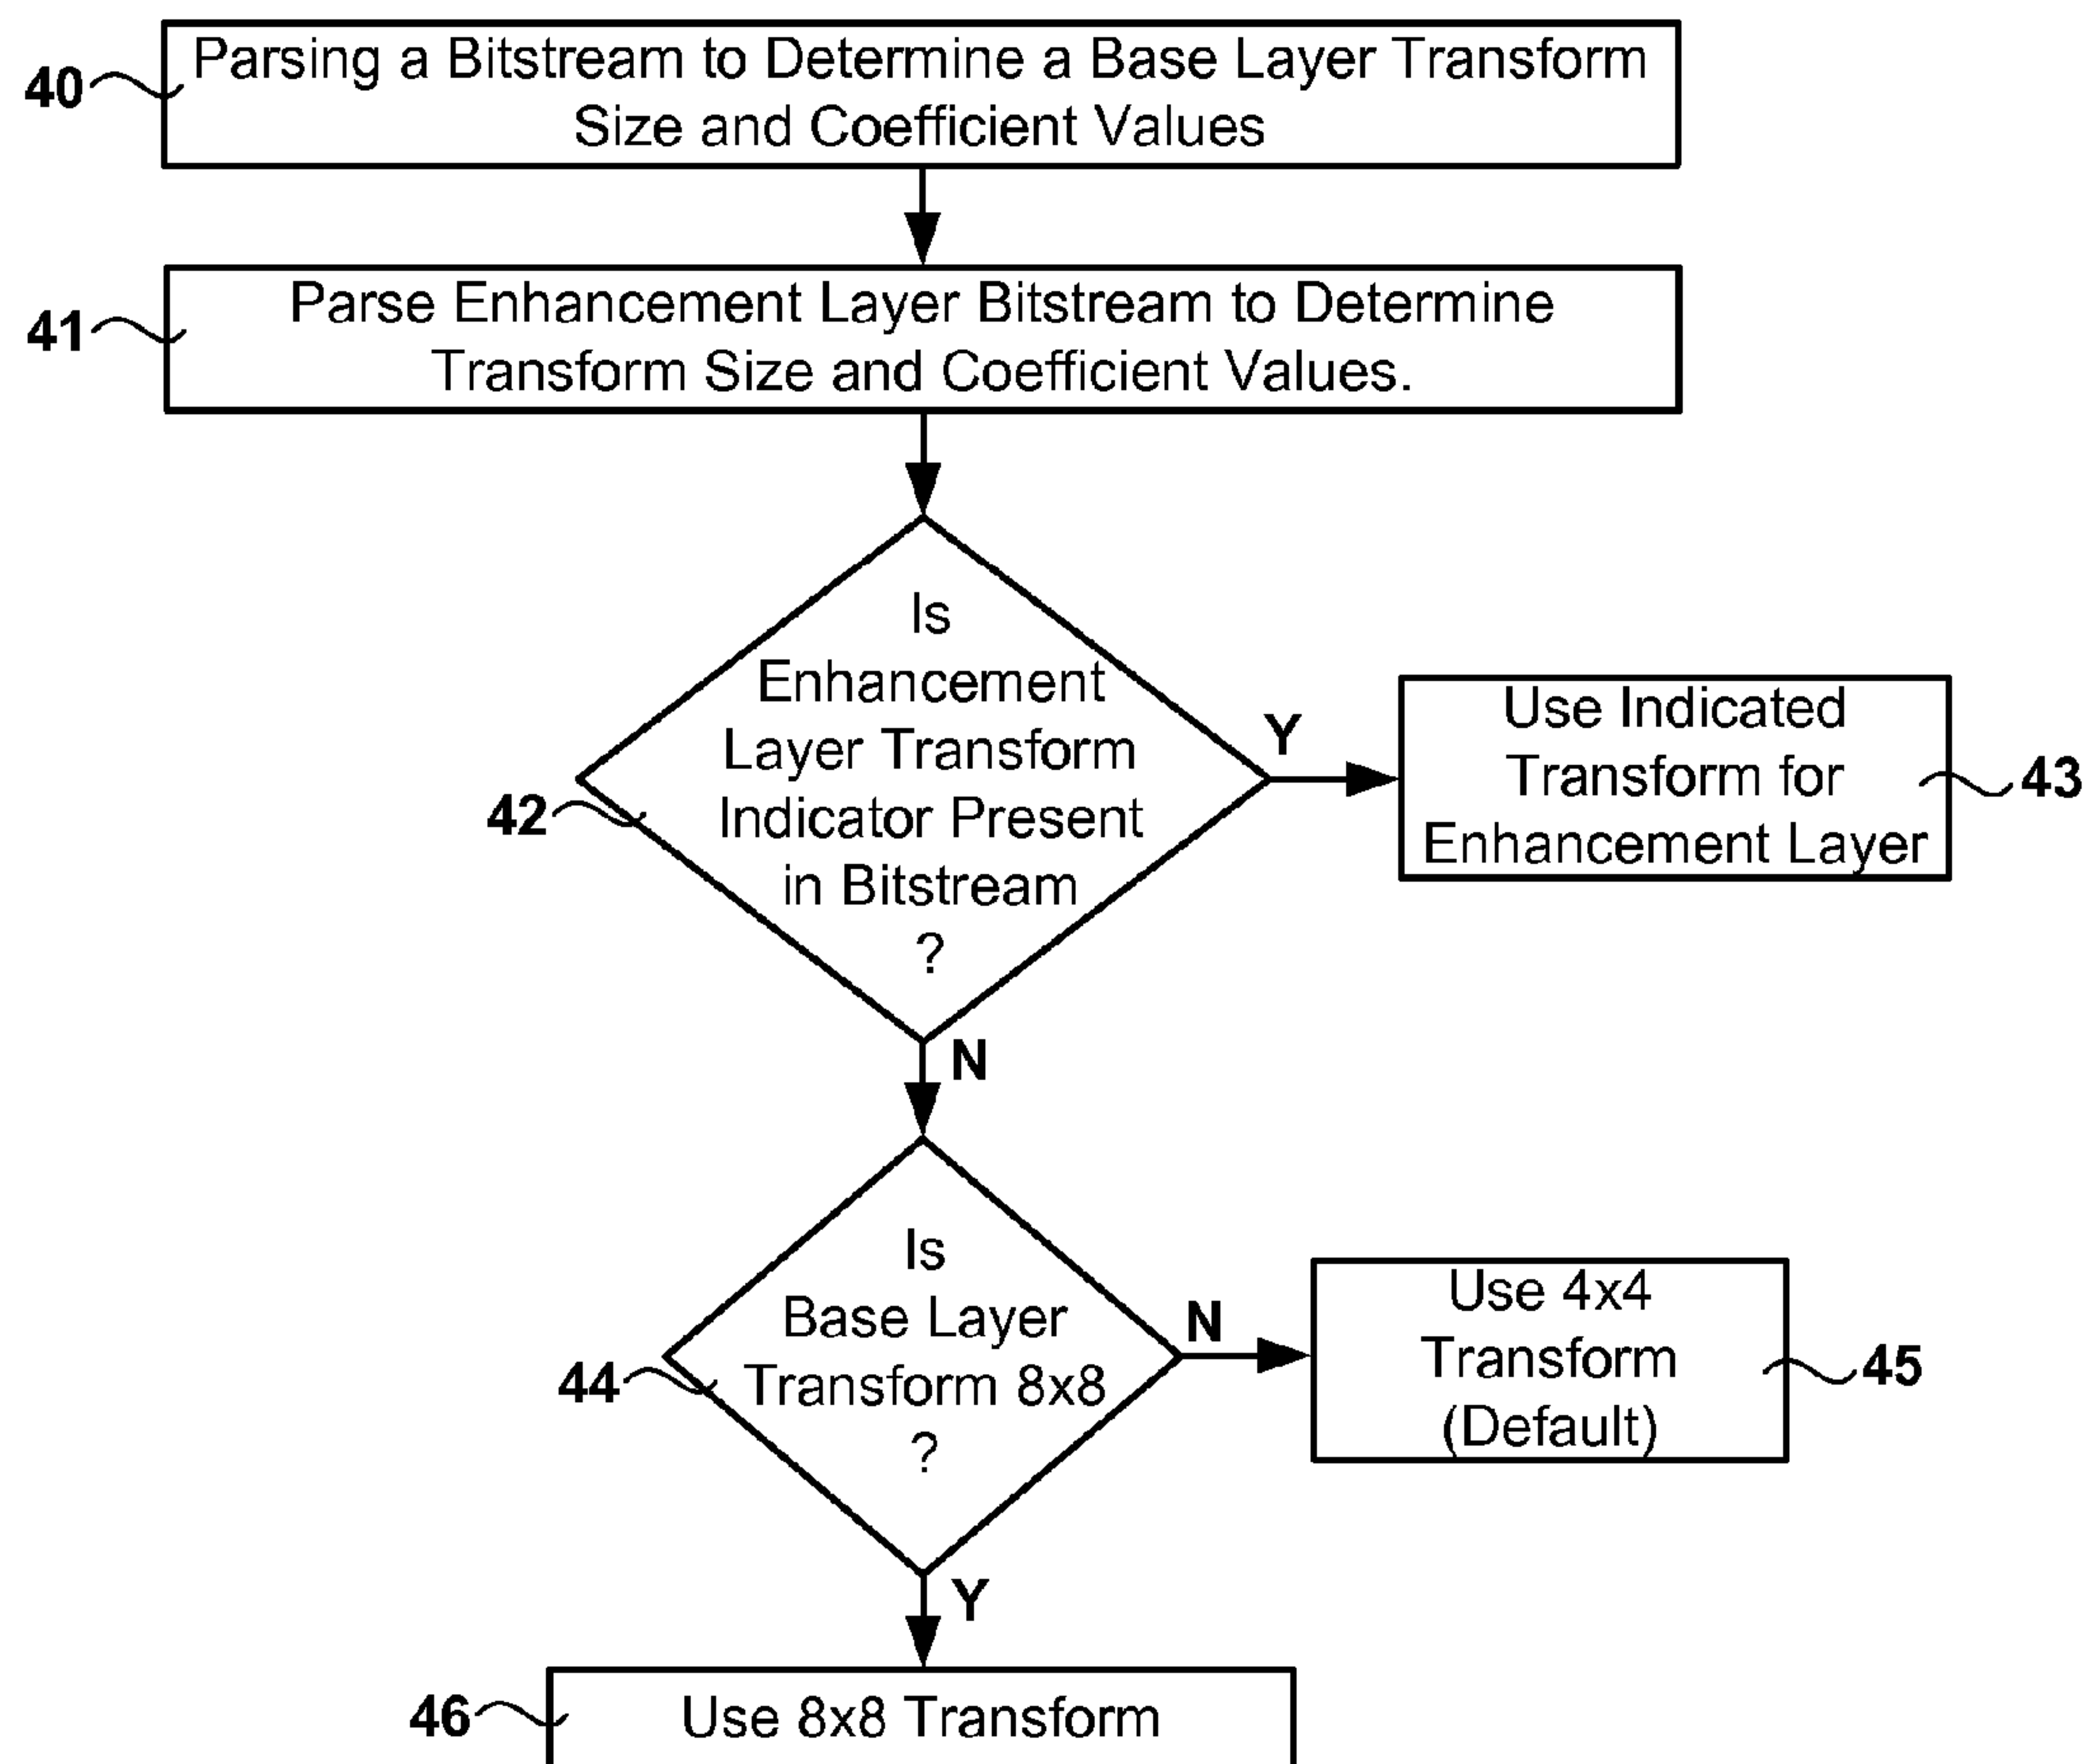 40
Parsing a Bitstream to Determine a Base Layer Transform
Size and Coefficient Values
41
Parse Enhancement Layer Bitstream to Determine
Transform Size and Coefficient Values.
42
Is
Enhancement
Layer Transform
Indicator Present
in Bitstream
?
Y
Use Indicated
Transform for
Enhancement Layer
43
N
44
Is
Base Layer
Transform 8x8
?
N
Use 4x4
Transform
(Default)
45
Y
46
Use 8x8 Transform